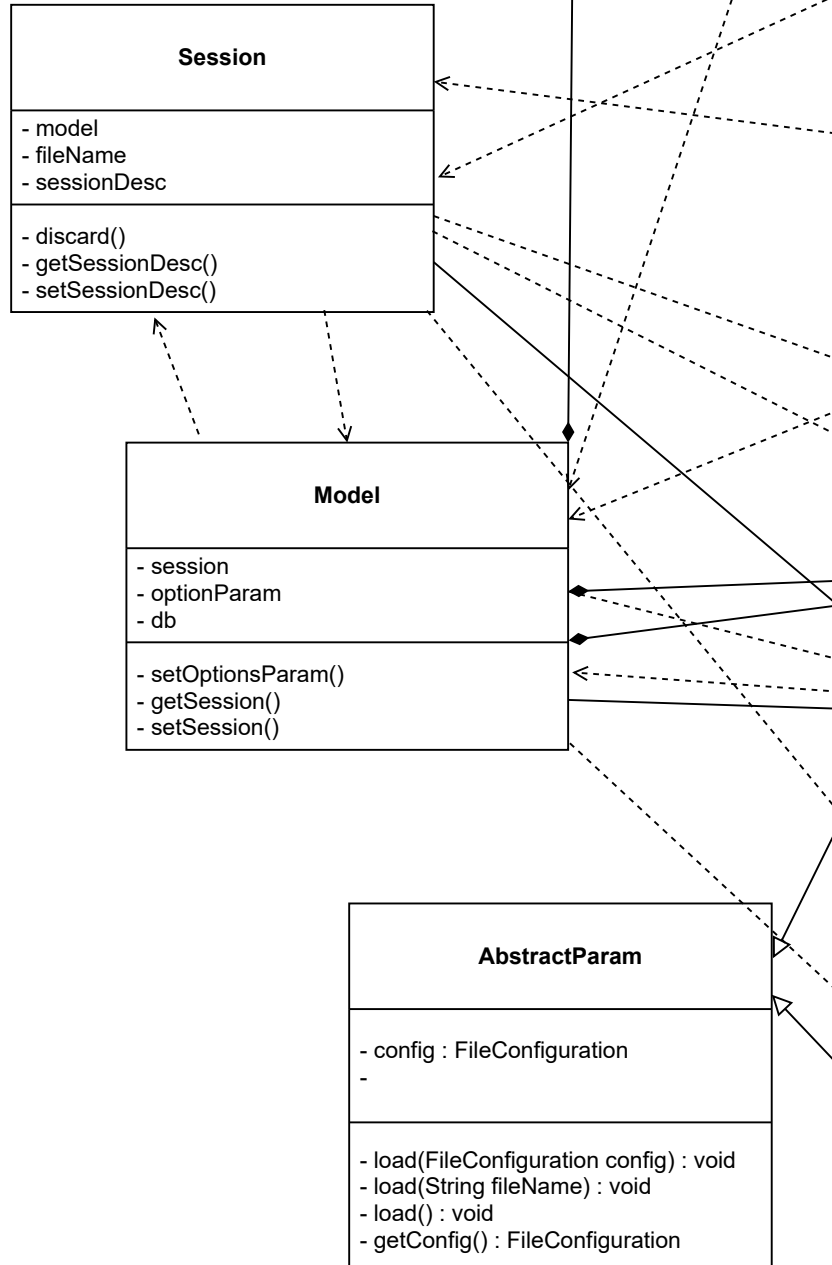 Session
- model
- fileName
- sessionDesc
- discard()
- getSessionDesc()
- setSessionDesc()
Model
- session
- optionParam
- db
- setOptionsParam()
- getSession()
- setSession()
AbstractParam
- config : FileConfiguration
-
- load(FileConfiguration config) : void
- load(String fileName) : void
- load() : void
- getConfig() : FileConfiguration